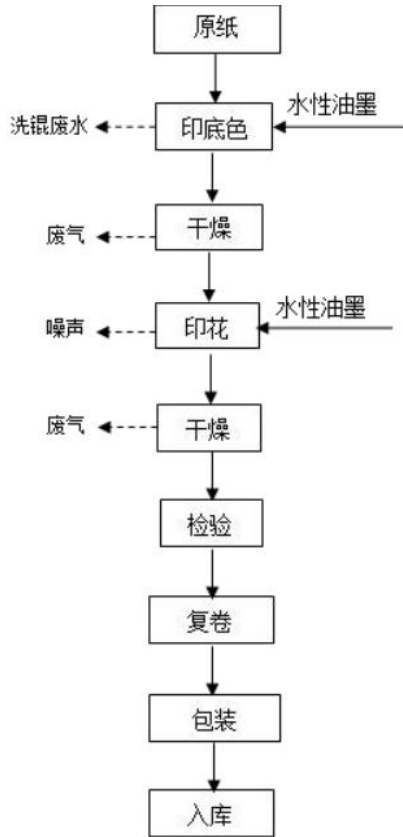 原纸
水性油墨
洗锟废水
印底色
废气
干燥
水性油墨
噪声
印花
废气
干燥
检验
复卷
包装
入库